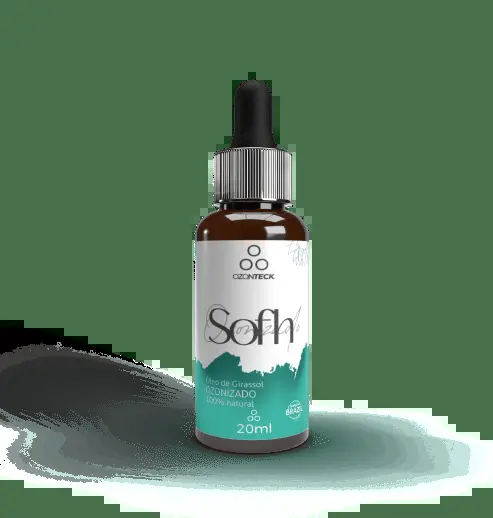 OZONTECK
Sofh
Ozonizado
Óleo de Girassol
OZONIZADO
100% natural
BRAZIL
20ml